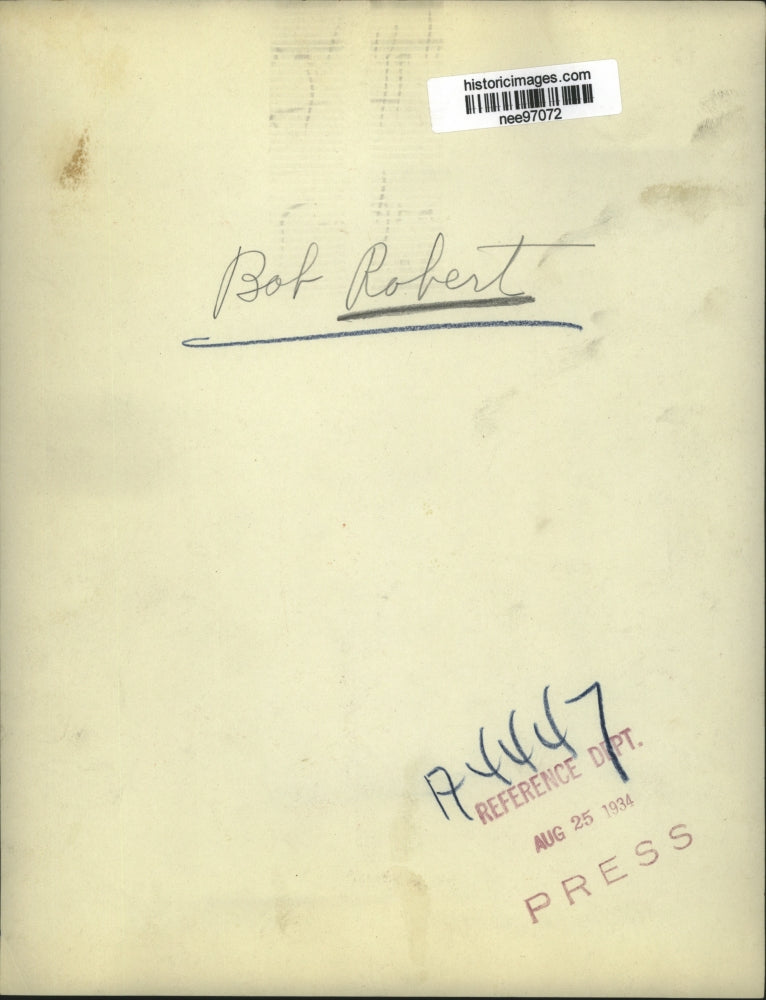 historicimages.com
nee97072
Bob Robert
A4447
REFERENCE DEPT.
AUG 25 1934
PRESS